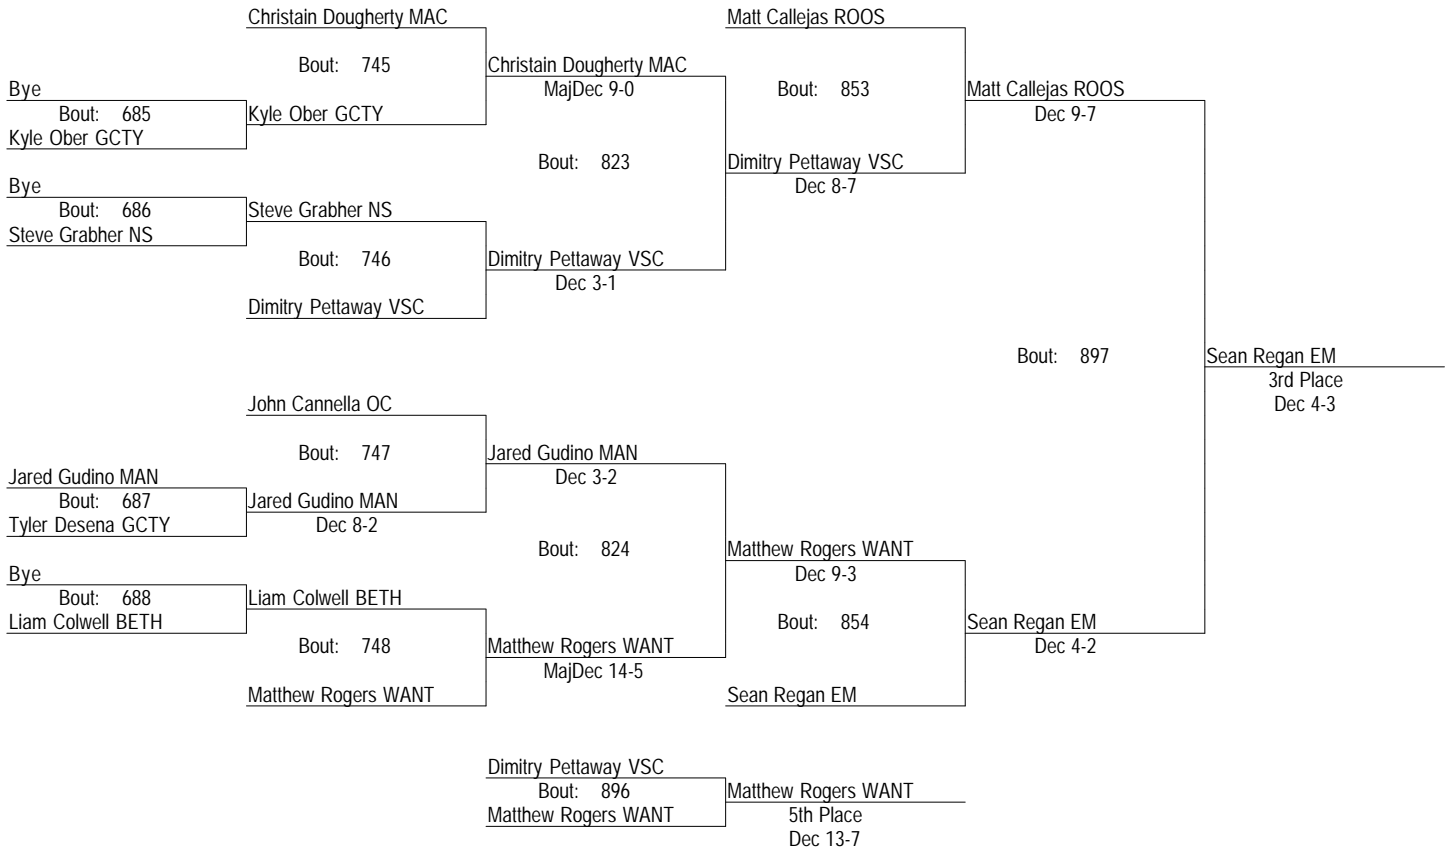 Christain Dougherty MAC
Matt Callejas ROOS
Bout: 745
Christain Dougherty MAC
MajDec 9-0
Bye
Bout: 685
Kyle Ober GCTY
Kyle Ober GCTY
Bout: 853
Matt Callejas ROOS
Dec 9-7
Bout: 823
Dimitry Pettaway VSC
Dec 8-7
Bye
Bout: 686
Steve Grabher NS
Steve Grabher NS
Bout: 746
Dimitry Pettaway VSC
Dec 3-1
Dimitry Pettaway VSC
Bout: 897
Sean Regan EM
3rd Place
Dec 4-3
John Cannella OC
Bout: 747
Jared Gudino MAN
Dec 3-2
Jared Gudino MAN
Bout: 687
Tyler Desena GCTY
Jared Gudino MAN
Dec 8-2
Bout: 824
Matthew Rogers WANT
Dec 9-3
Bye
Bout: 688
Liam Colwell BETH
Liam Colwell BETH
Bout: 748
Matthew Rogers WANT
MajDec 14-5
Bout: 854
Sean Regan EM
Dec 4-2
Matthew Rogers WANT
Sean Regan EM
Dimitry Pettaway VSC
Bout: 896
Matthew Rogers WANT
Matthew Rogers WANT
5th Place
Dec 13-7